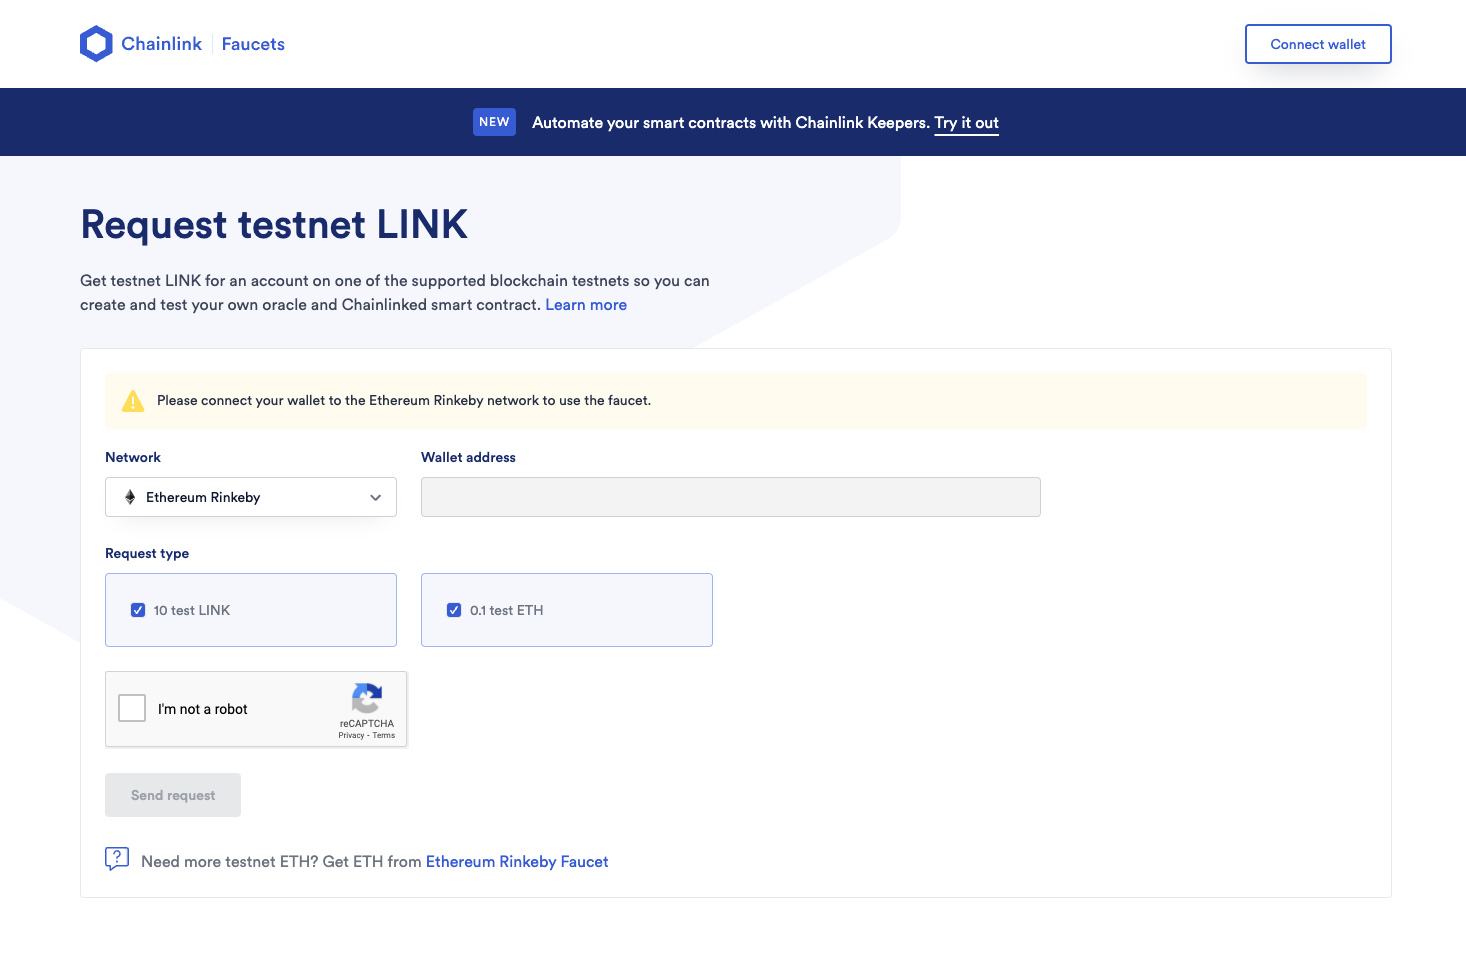 Chainlink Faucets
Connect wallet
NEW Automate your smart contracts with Chainlink Keepers. Try it out
Request testnet LINK
Get testnet LINK for an account on one of the supported blockchain testnets so you can
create and test your own oracle and Chainlinked smart contract. Learn more
Please connect your wallet to the Ethereum Rinkeby network to use the faucet.
Network
Wallet address
Ethereum Rinkeby
Request type
10 test LINK
0.1 test ETH
I'm not a robot
reCAPTCHA
Privacy - Terms
Send request
Need more testnet ETH? Get ETH from Ethereum Rinkeby Faucet